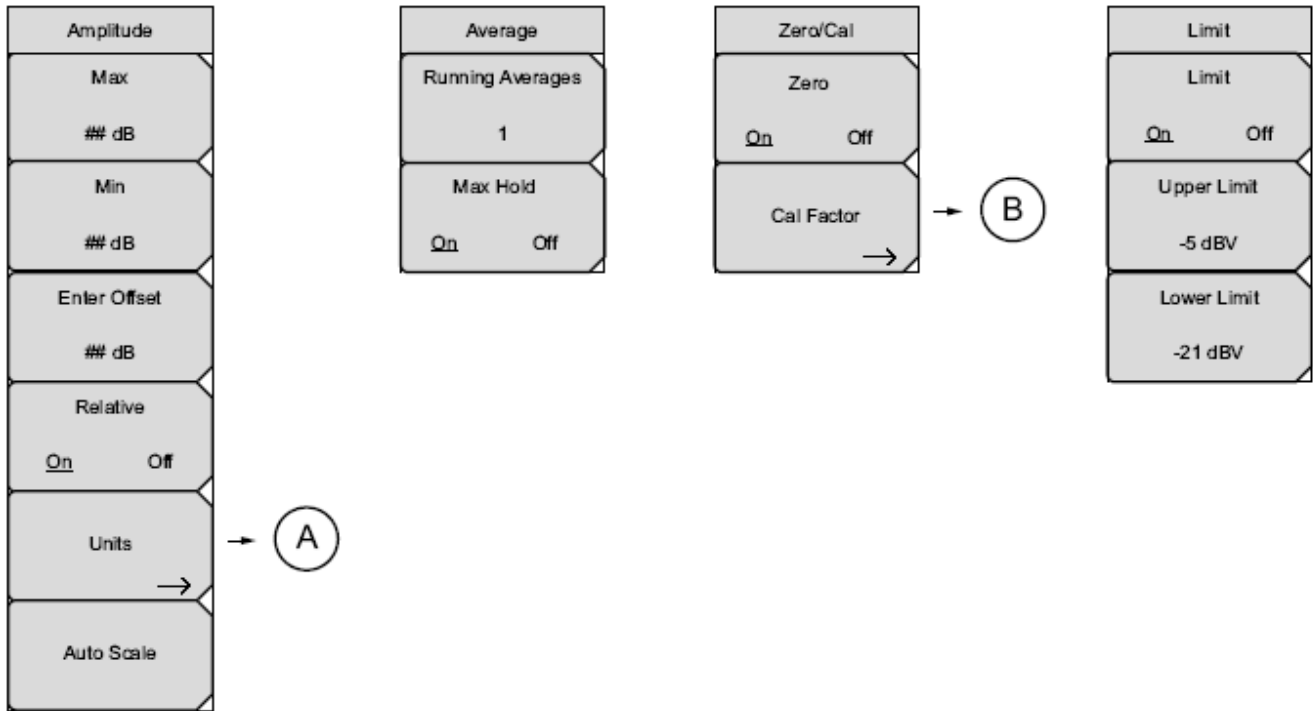 Amplitude
Max
## dB
Min
## dB
Enter Offset
## dB
Relative
On Off
Units
→
A
Auto Scale
Average
Running Averages
1
Max Hold
On Off
Zero/Cal
Zero
On Off
Cal Factor
→
B
Limit
Limit
On Off
Upper Limit
-5 dBV
Lower Limit
-21 dBV